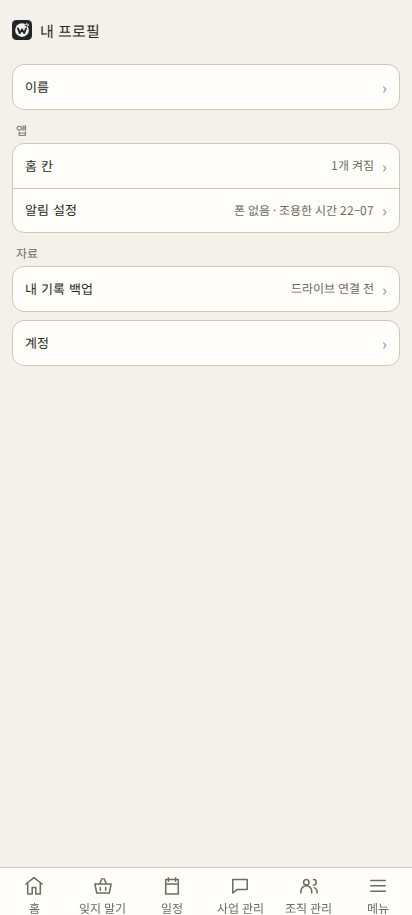 내 프로필
이름
앱
홈 칸 1개 켜짐
알림 설정 폰 없음 · 조용한 시간 22–07
자료
내 기록 백업 드라이브 연결 전
계정
홈 잊지 말기 일정 사업 관리 조직 관리 메뉴